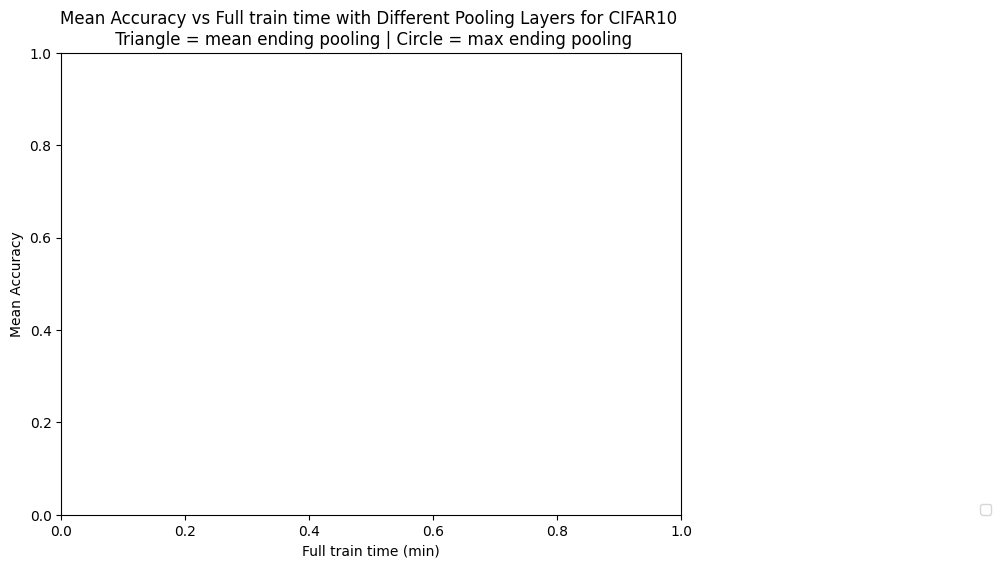 Mean Accuracy vs Full train time with Different Pooling Layers for CIFAR10
Triangle = mean ending pooling | Circle = max ending pooling
1.0
0.8
0.6
0.4
0.2
0.0
Mean Accuracy
0.0 0.2 0.4 0.6 0.8 1.0
Full train time (min)